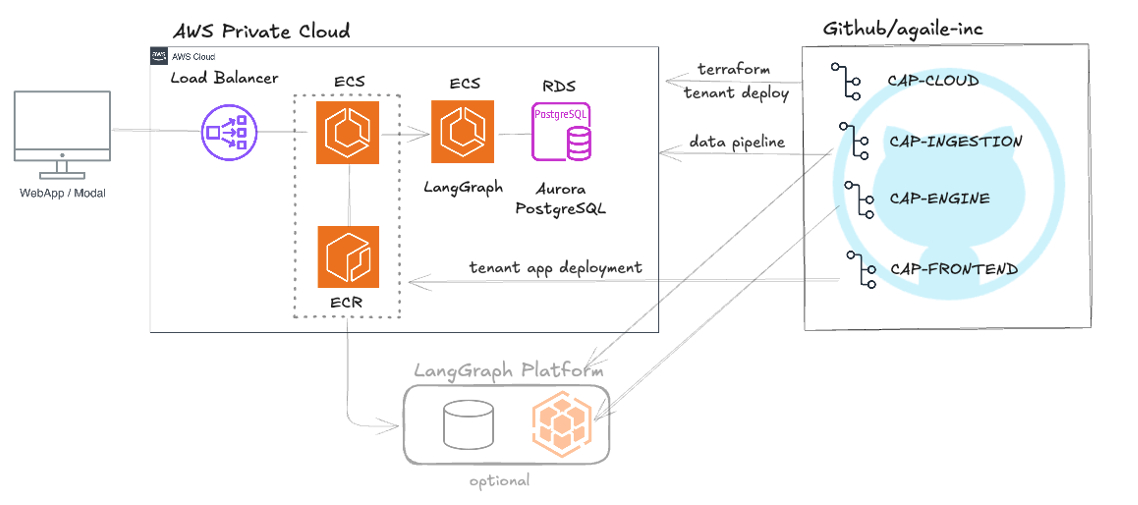 AWS Private Cloud
Github/agaile-inc
aws
AWS Cloud
Load Balancer
ECS
ECS
RDS
PostgreSQL
terraform
tenant deploy
CAP-CLOUD
data pipeline
CAP-INGESTION
WebApp / Modal
LangGraph
Aurora
PostgreSQL
CAP-ENGINE
tenant app deployment
CAP-FRONTEND
ECR
LangGraph Platform
optional